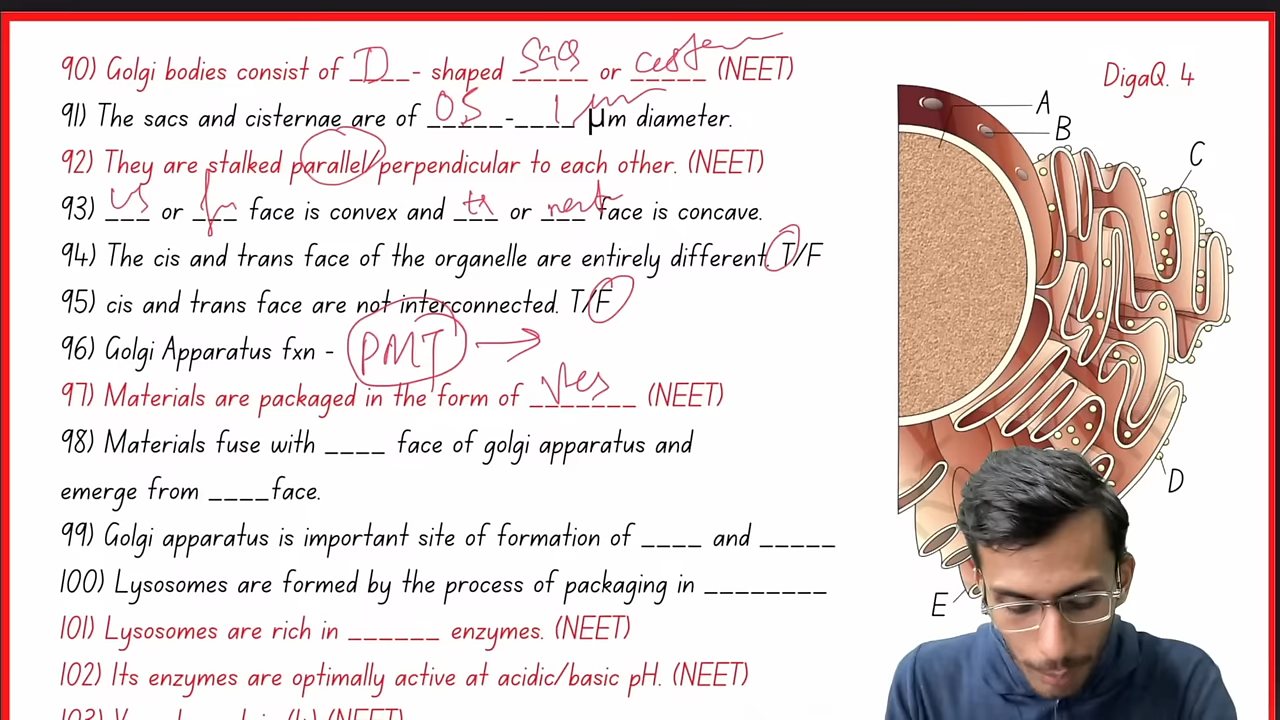 90) Golgi bodies consist of D - shaped sacs or ____ (NEET)
91) The sacs and cisternae are of 0.5 - 1 μm μm diameter.
92) They are stalked parallel/perpendicular to each other. (NEET)
93) ___ or ___ face is convex and ___ or ___ face is concave.
94) The cis and trans face of the organelle are entirely different. T/F
95) cis and trans face are not interconnected. T/F
96) Golgi Apparatus fxn - PMT →
97) Materials are packaged in the form of Ves (NEET)
98) Materials fuse with ____ face of golgi apparatus and
emerge from ____face.
99) Golgi apparatus is important site of formation of ____ and _____
100) Lysosomes are formed by the process of packaging in ________
101) Lysosomes are rich in ______ enzymes. (NEET)
102) Its enzymes are optimally active at acidic/basic pH. (NEET)
DigaQ. 4
A
B
C
D
E